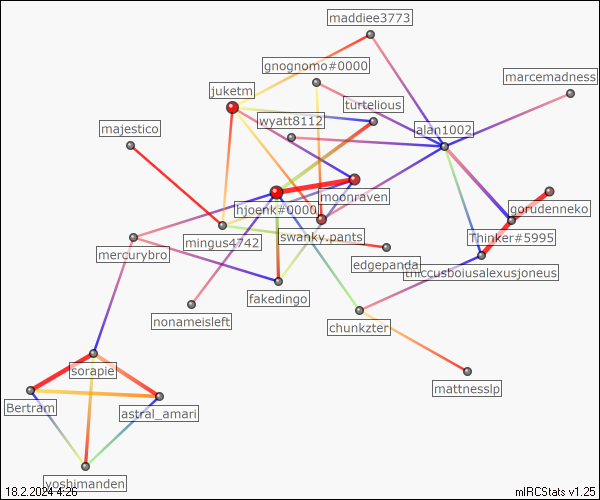 maddiee3773
gnognomo#0000
marcemadness
juketm
turtelious
wyatt8112
majestico
alan1002
moonraven
gorudenneko
hjoenk#0000
swanky.pants
Thinker#5995
mingus4742
mercurybro
edgepanda
thiccusboiusalexusjoneus
fakedingo
nonameisleft
chunkzter
sorapie
mattnesslp
Bertram
astral_amari
yoshimanden
18.2.2024 4:26
mIRCStats v1.25